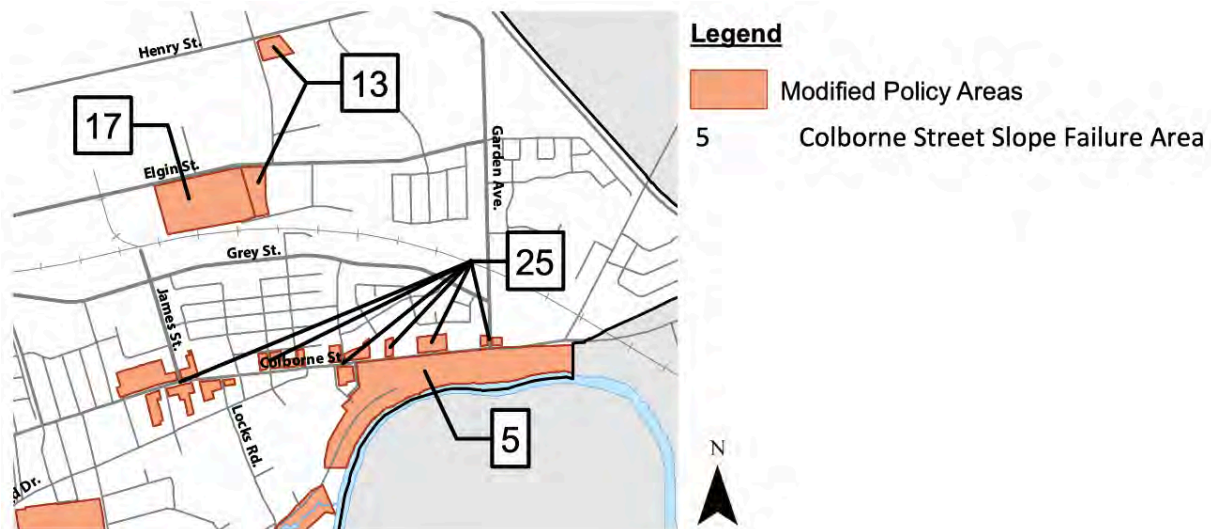 Henry St.
13
17
Elgin St.
Garden Ave.
Grey St.
25
James St.
Colborne St.
Locks Rd.
5
d Dr.
Legend
Modified Policy Areas
5 Colborne Street Slope Failure Area
N